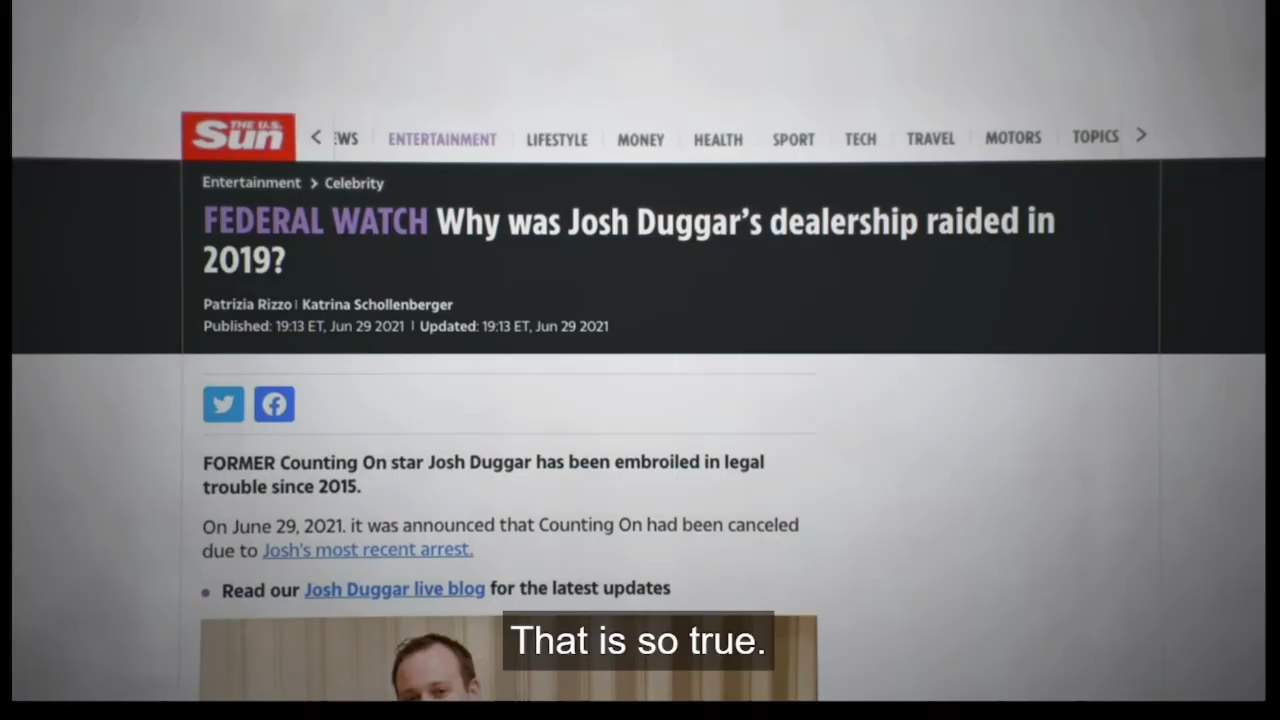 THE U.S.
Sun
< EWS ENTERTAINMENT LIFESTYLE MONEY HEALTH SPORT TECH TRAVEL MOTORS TOPICS >
Entertainment > Celebrity
FEDERAL WATCH Why was Josh Duggar's dealership raided in
2019?
Patrizia Rizzo | Katrina Schollenberger
Published: 19:13 ET, Jun 29 2021 | Updated: 19:13 ET, Jun 29 2021
FORMER Counting On star Josh Duggar has been embroiled in legal
trouble since 2015.
On June 29, 2021. it was announced that Counting On had been canceled
due to Josh's most recent arrest.
• Read our Josh Duggar live blog for the latest updates
That is so true.